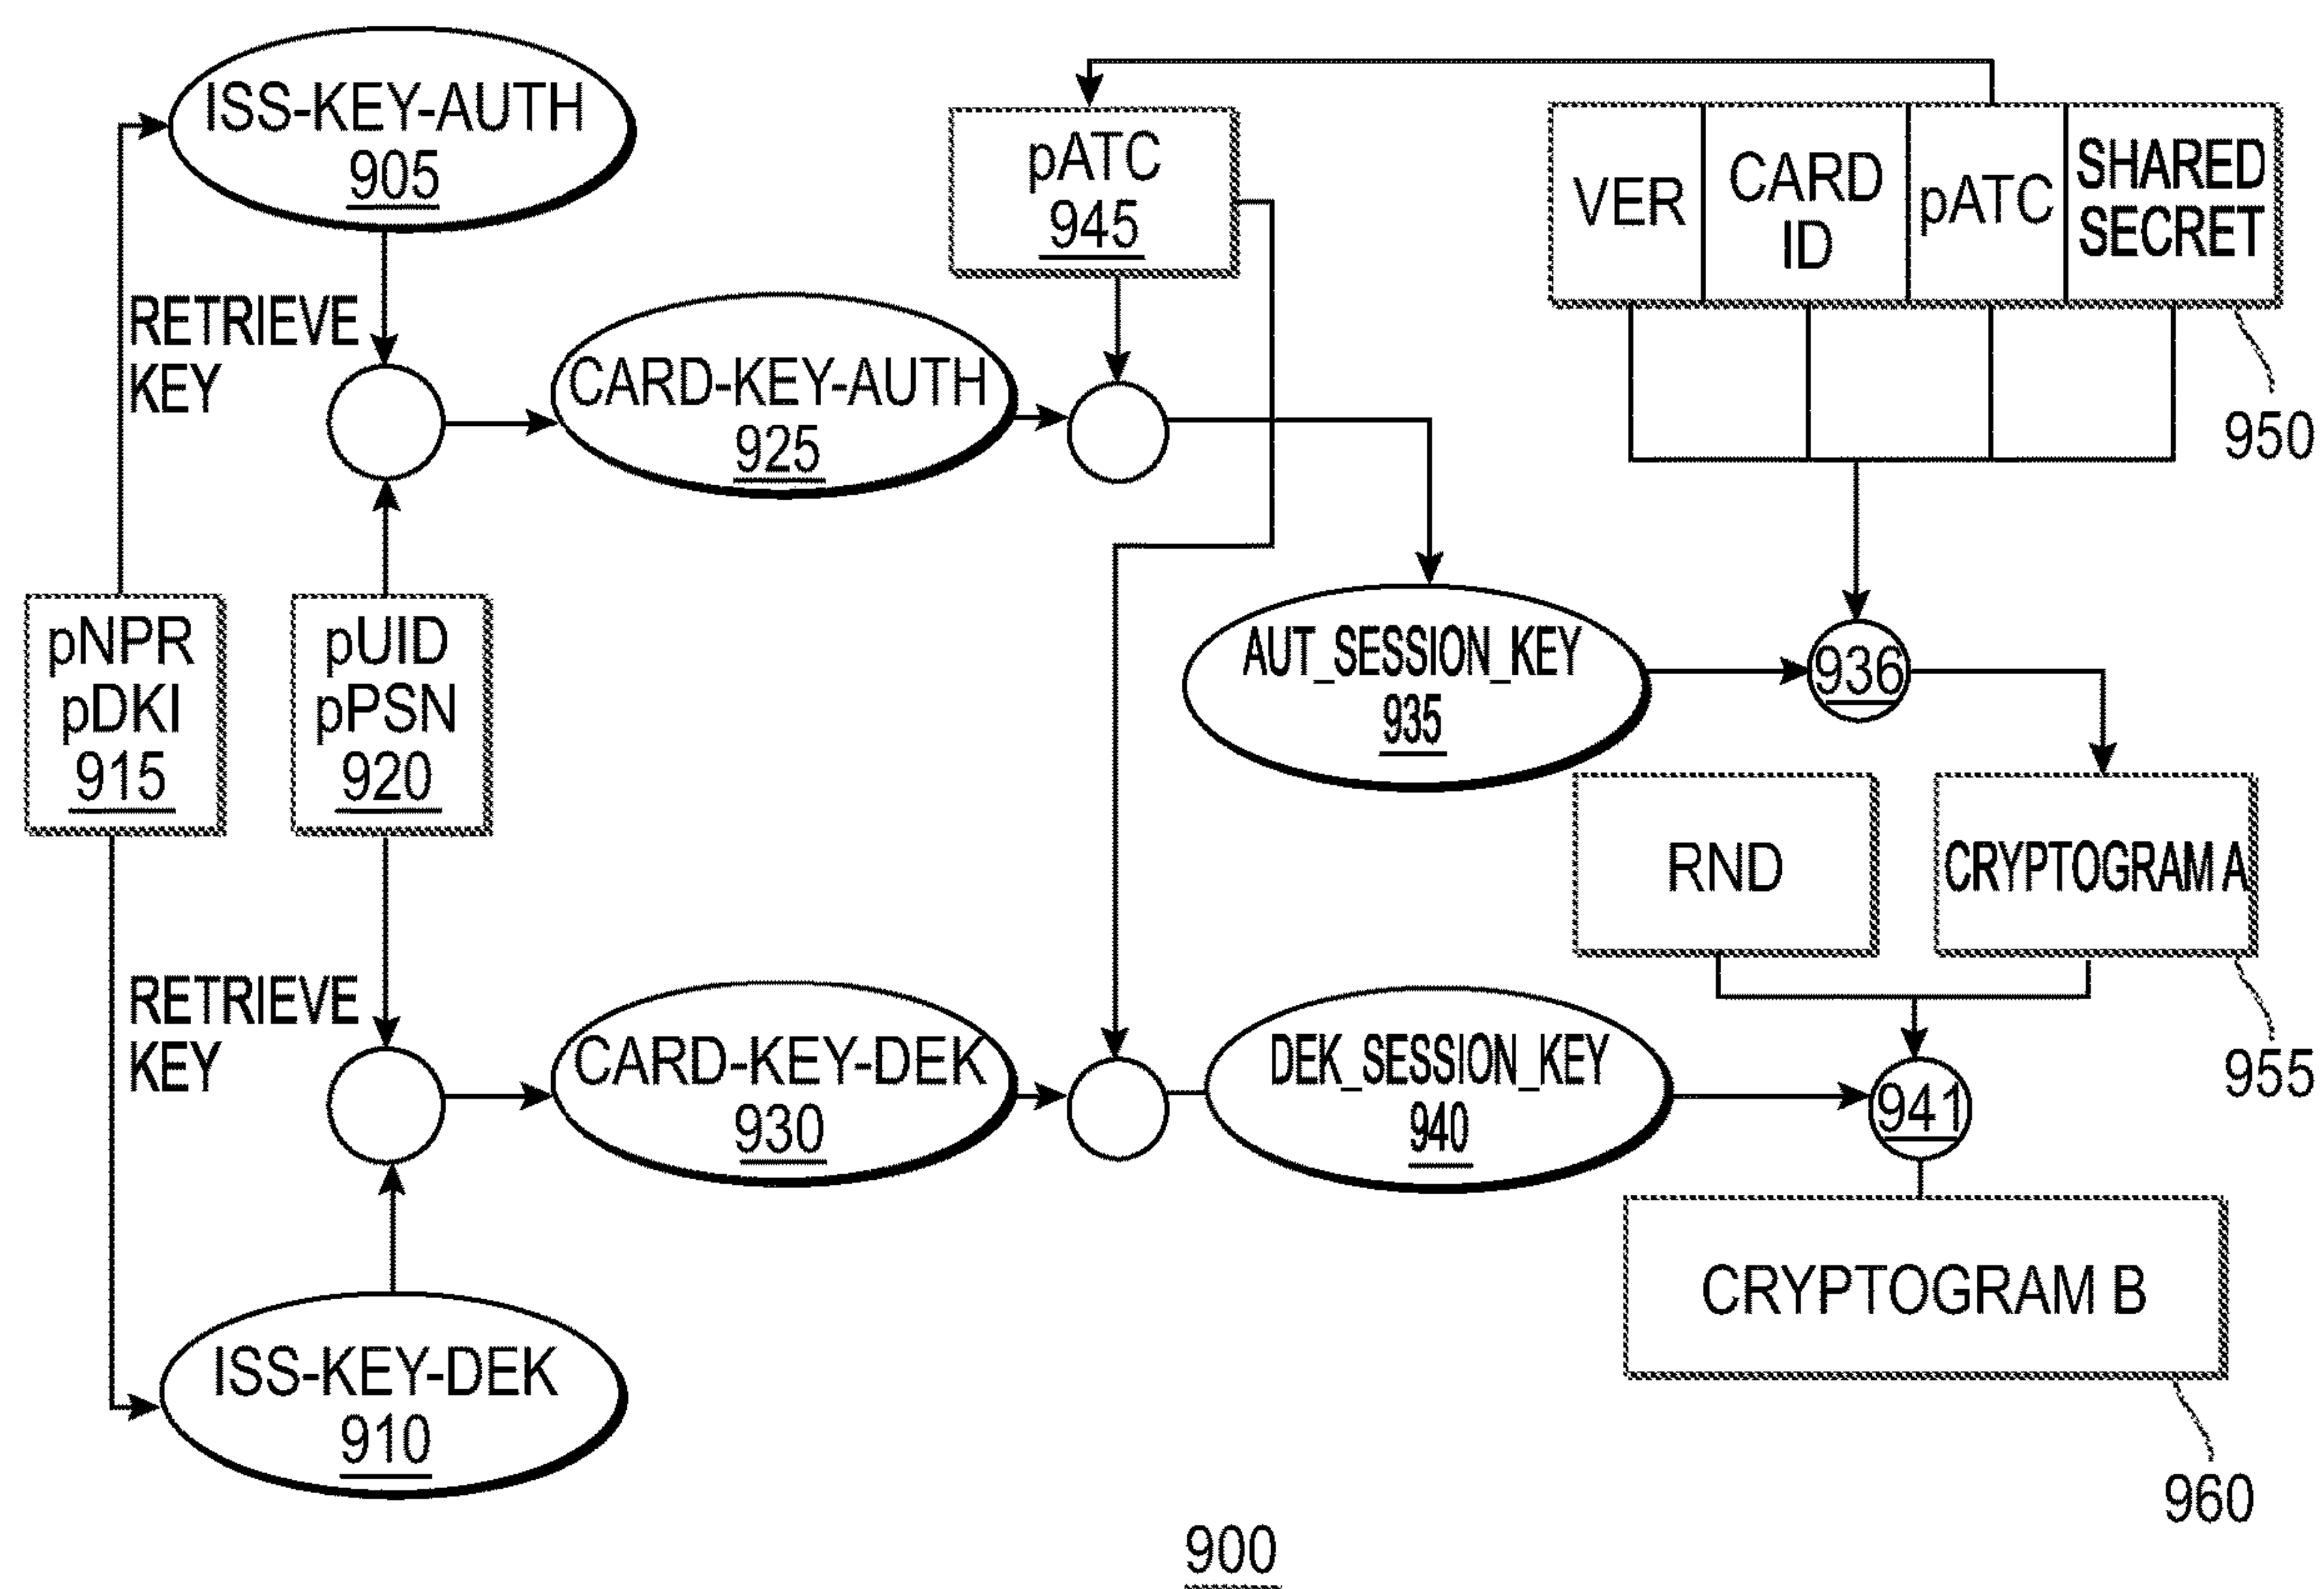 ISS-KEY-AUTH
905
RETRIEVE
KEY
pATC
945
VER
CARD
ID
pATC
SHARED
SECRET
950
CARD-KEY-AUTH
925
pNPR
pDKI
915
pUID
pPSN
920
AUT_SESSION_KEY
935
936
RND
CRYPTOGRAM A
955
RETRIEVE
KEY
CARD-KEY-DEK
930
DEK_SESSION_KEY
940
941
CRYPTOGRAM B
960
ISS-KEY-DEK
910
900